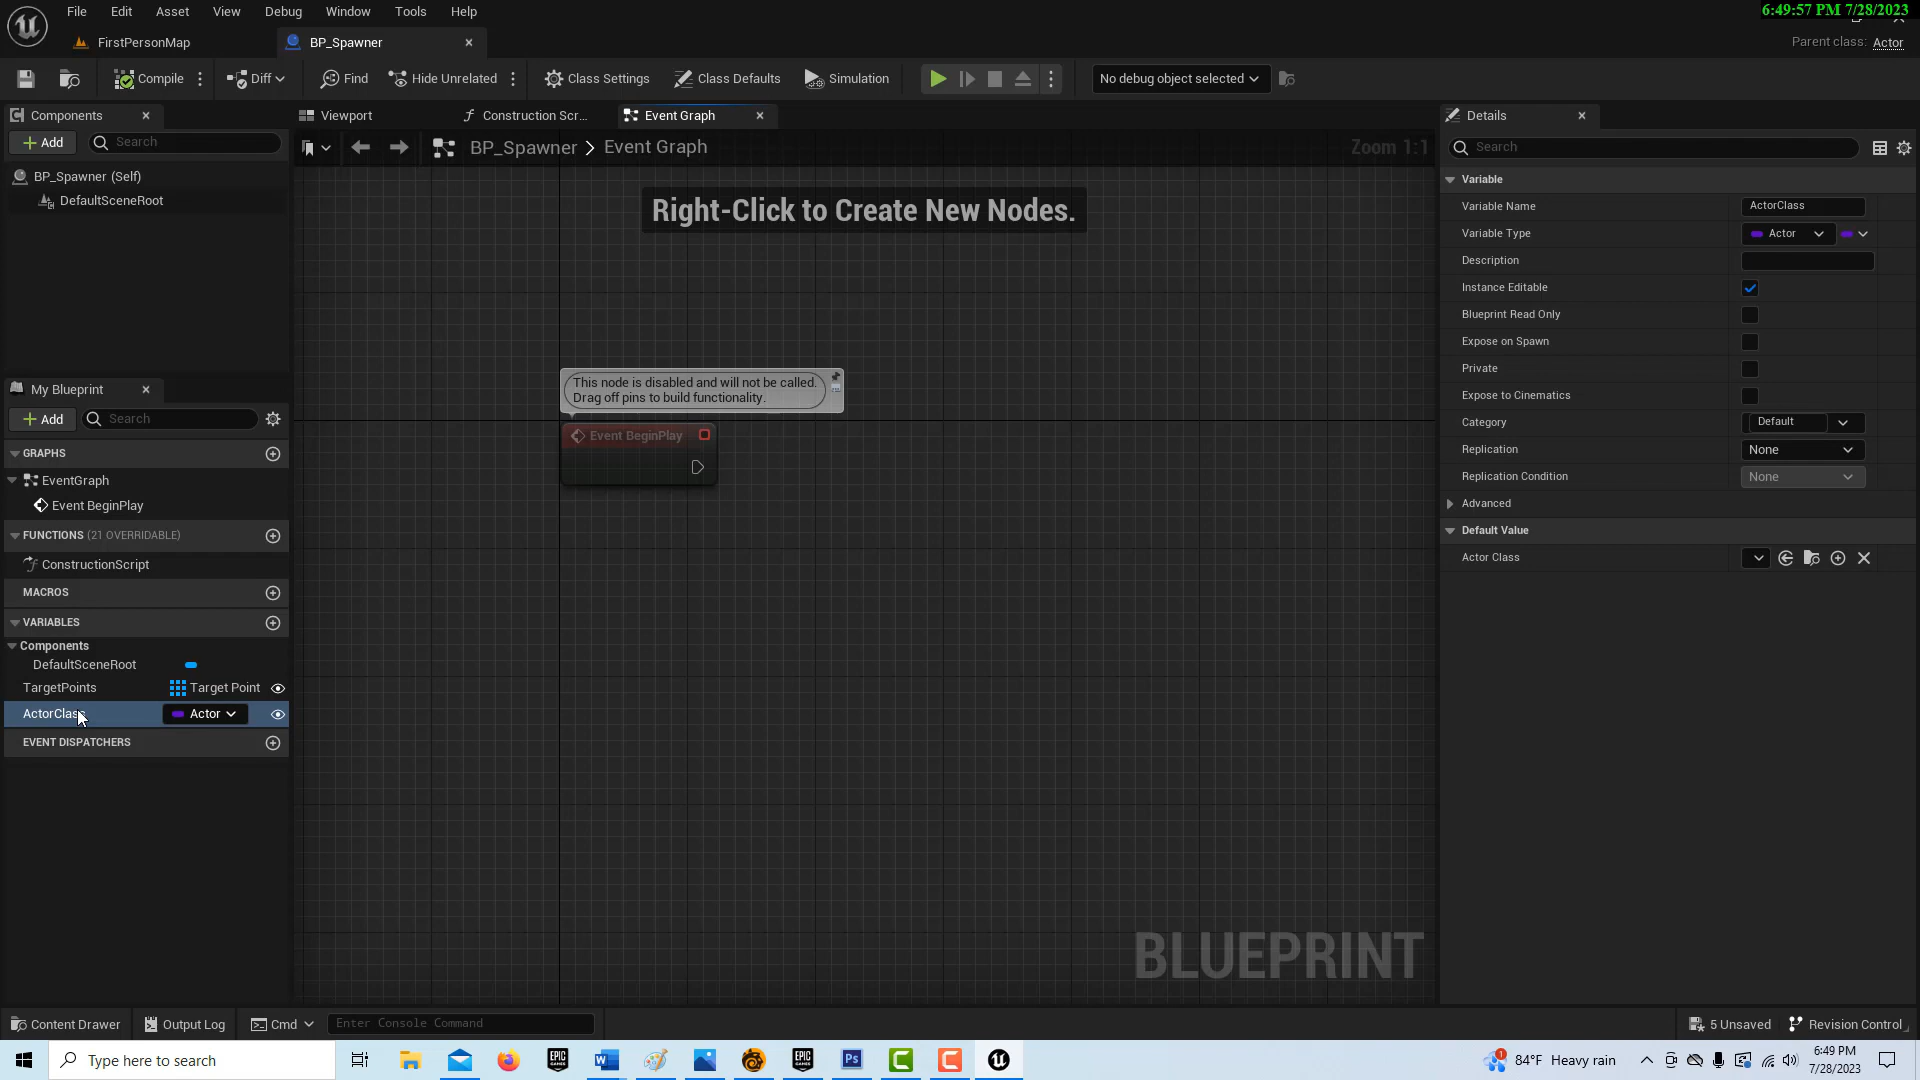 File Edit Asset View Window Debug Tools Help
6:49:57 PM 7/28/2023
FirstPersonMap
BP_Spawner
Parent class: Actor
Compile
Diff
Find
Hide Unrelated
Class Settings
Class Defaults
Simulation
No debug object selected
Components
Viewport
Construction Scr...
Event Graph
Details
Add
Search
BP_Spawner > Event Graph
Zoom 1:1
Search
BP_Spawner (Self)
DefaultSceneRoot
Right-Click to Create New Nodes.
Variable
Variable Name ActorClass
Variable Type Actor
Description
Instance Editable
Blueprint Read Only
Expose on Spawn
Private
Expose to Cinematics
Category Default
Replication None
Replication Condition None
Advanced
Default Value
Actor Class
This node is disabled and will not be called.
Drag off pins to build functionality.
Event BeginPlay
My Blueprint
Add
Search
GRAPHS
EventGraph
Event BeginPlay
FUNCTIONS (21 OVERRIDABLE)
ConstructionScript
MACROS
VARIABLES
Components
DefaultSceneRoot
TargetPoints Target Point
ActorClass Actor
EVENT DISPATCHERS
BLUEPRINT
Content Drawer
Output Log
Cmd
Enter Console Command
5 Unsaved
Revision Control
Type here to search
EPIC GAMES
EPIC GAMES
Ps
84°F Heavy rain
6:49 PM
7/28/2023